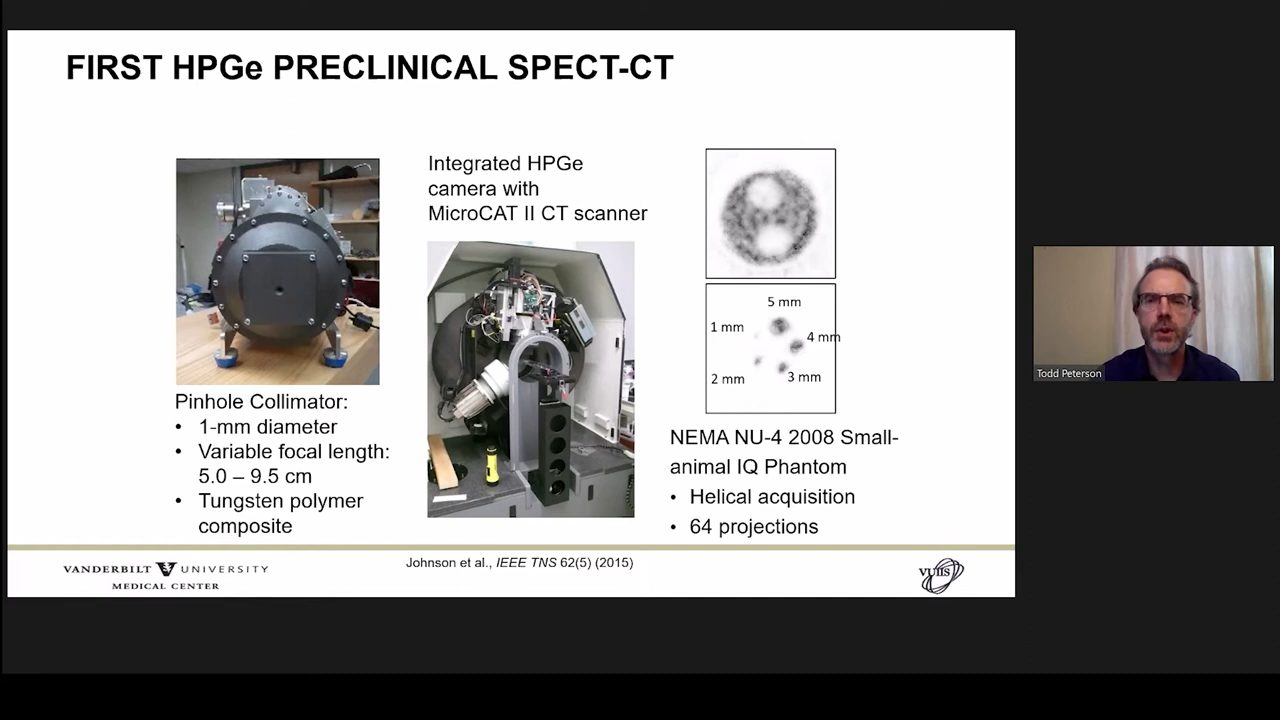 FIRST HPGe PRECLINICAL SPECT-CT
Integrated HPGe
camera with
MicroCAT II CT scanner
Pinhole Collimator:
• 1-mm diameter
• Variable focal length:
5.0 – 9.5 cm
• Tungsten polymer
composite
5 mm
1 mm
4 mm
2 mm
3 mm
NEMA NU-4 2008 Small-
animal IQ Phantom
• Helical acquisition
• 64 projections
Johnson et al., IEEE TNS 62(5) (2015)
VANDERBILT V UNIVERSITY
MEDICAL CENTER
VUIIS
Todd Peterson